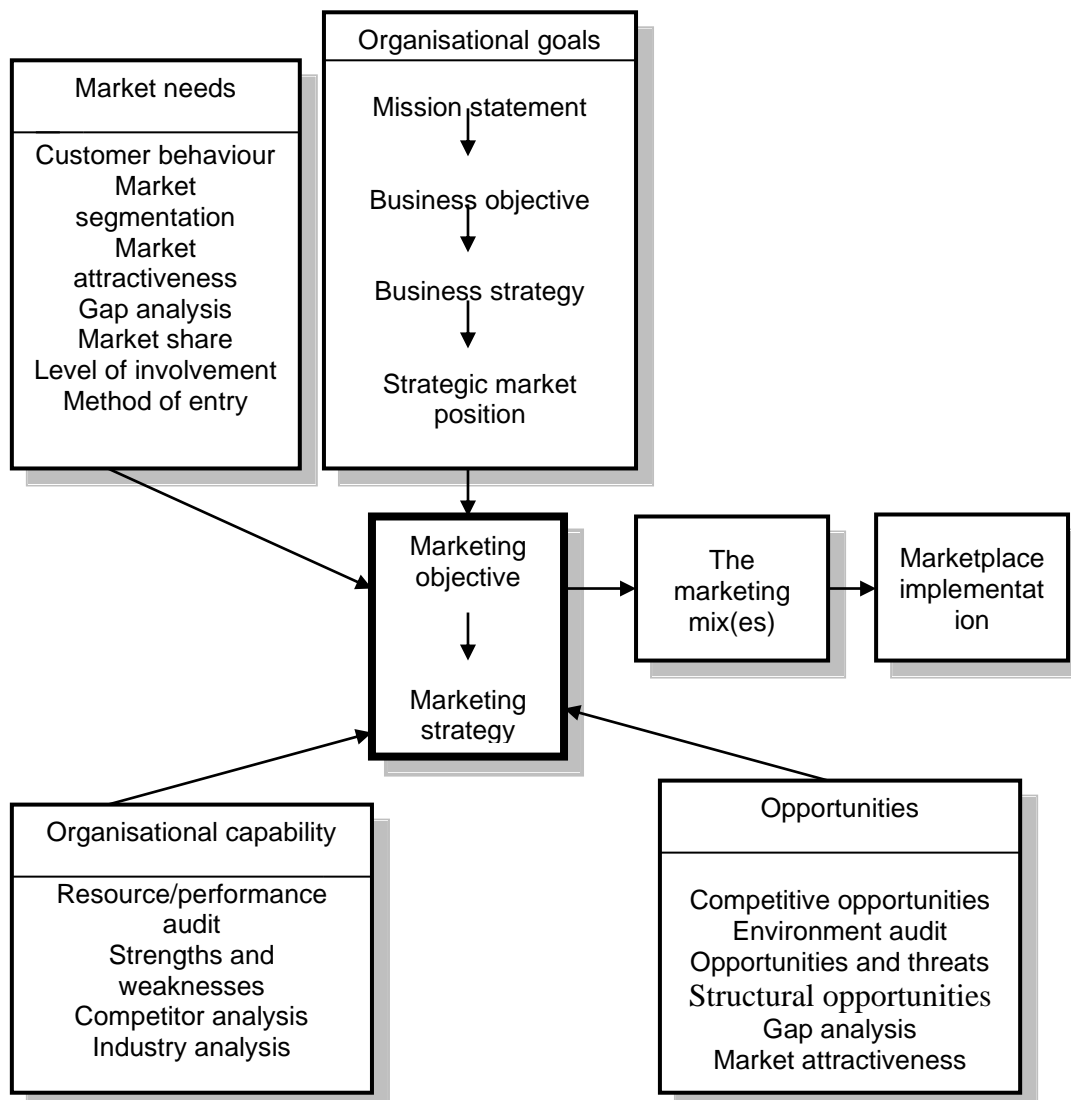 Organisational goals
Mission statement
Business objective
Business strategy
Strategic market
position
Market needs
Customer behaviour
Market
segmentation
Market
attractiveness
Gap analysis
Market share
Level of involvement
Method of entry
Marketing
objective
Marketing
strategy
The
marketing
mix(es)
Marketplace
implementat
ion
Organisational capability
Resource/performance
audit
Strengths and
weaknesses
Competitor analysis
Industry analysis
Opportunities
Competitive opportunities
Environment audit
Opportunities and threats
Structural opportunities
Gap analysis
Market attractiveness